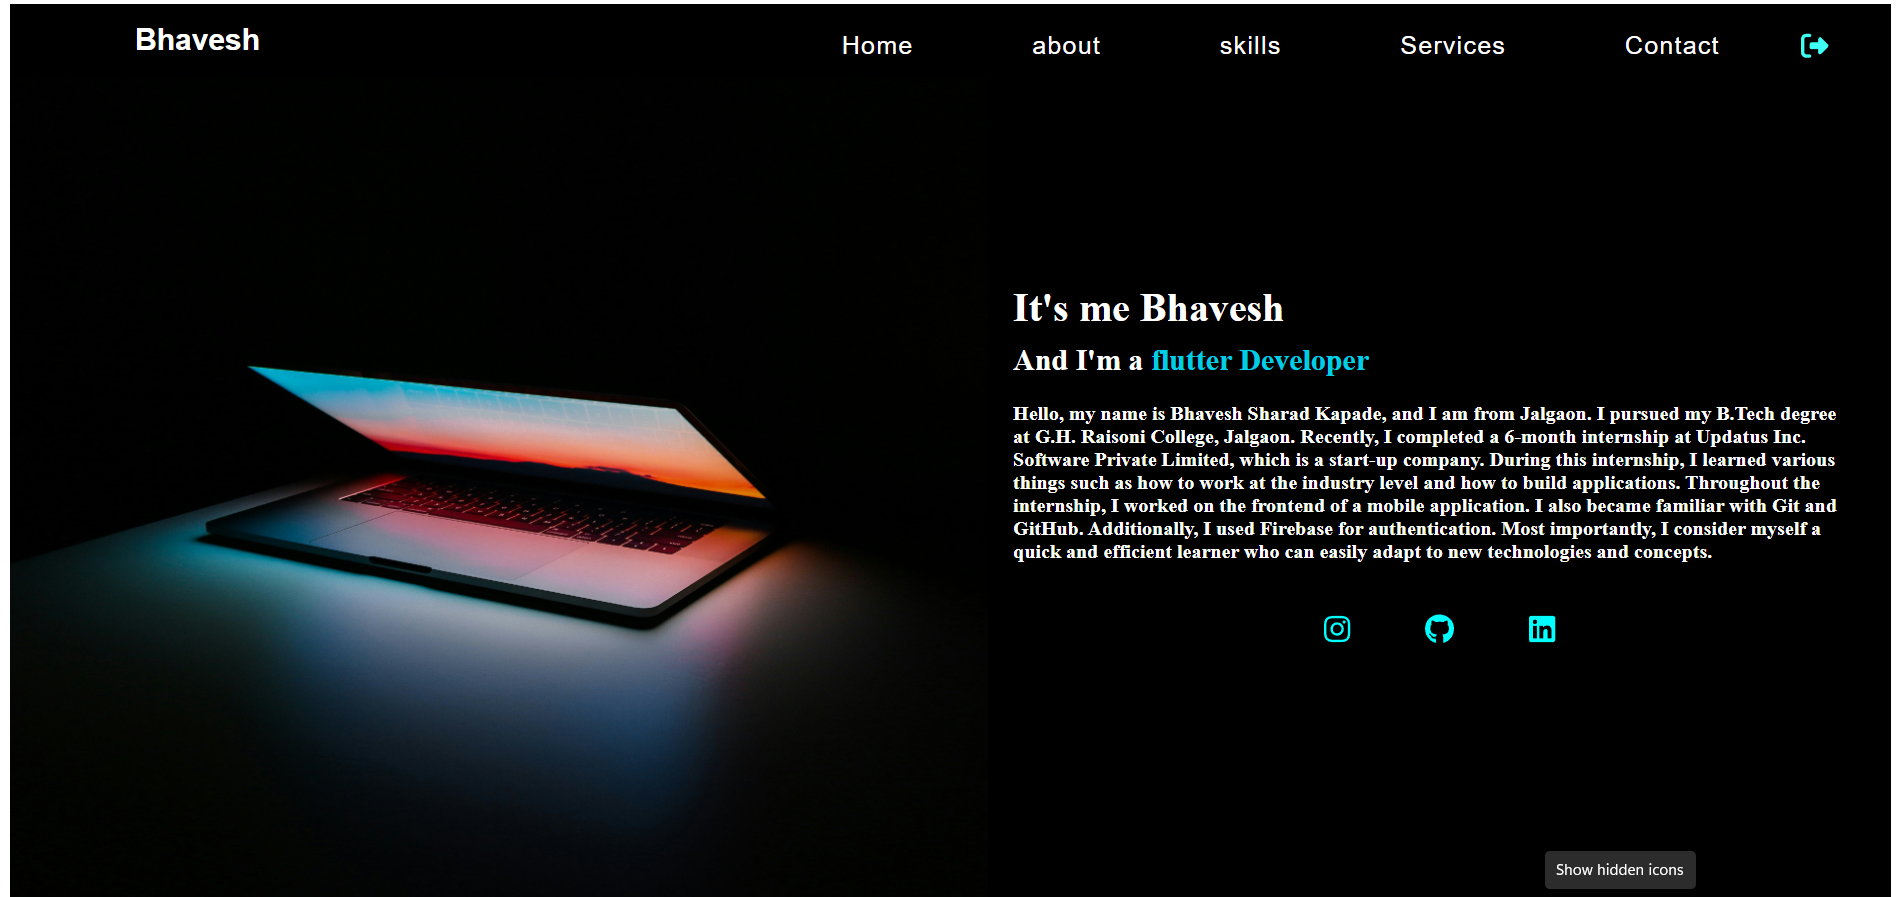 Bhavesh
Home
about
skills
Services
Contact
It's me Bhavesh
And I'm a flutter Developer
Hello, my name is Bhavesh Sharad Kapade, and I am from Jalgaon. I pursued my B.Tech degree
at G.H. Raisoni College, Jalgaon. Recently, I completed a 6-month internship at Updatus Inc.
Software Private Limited, which is a start-up company. During this internship, I learned various
things such as how to work at the industry level and how to build applications. Throughout the
internship, I worked on the frontend of a mobile application. I also became familiar with Git and
GitHub. Additionally, I used Firebase for authentication. Most importantly, I consider myself a
quick and efficient learner who can easily adapt to new technologies and concepts.
in
Show hidden icons